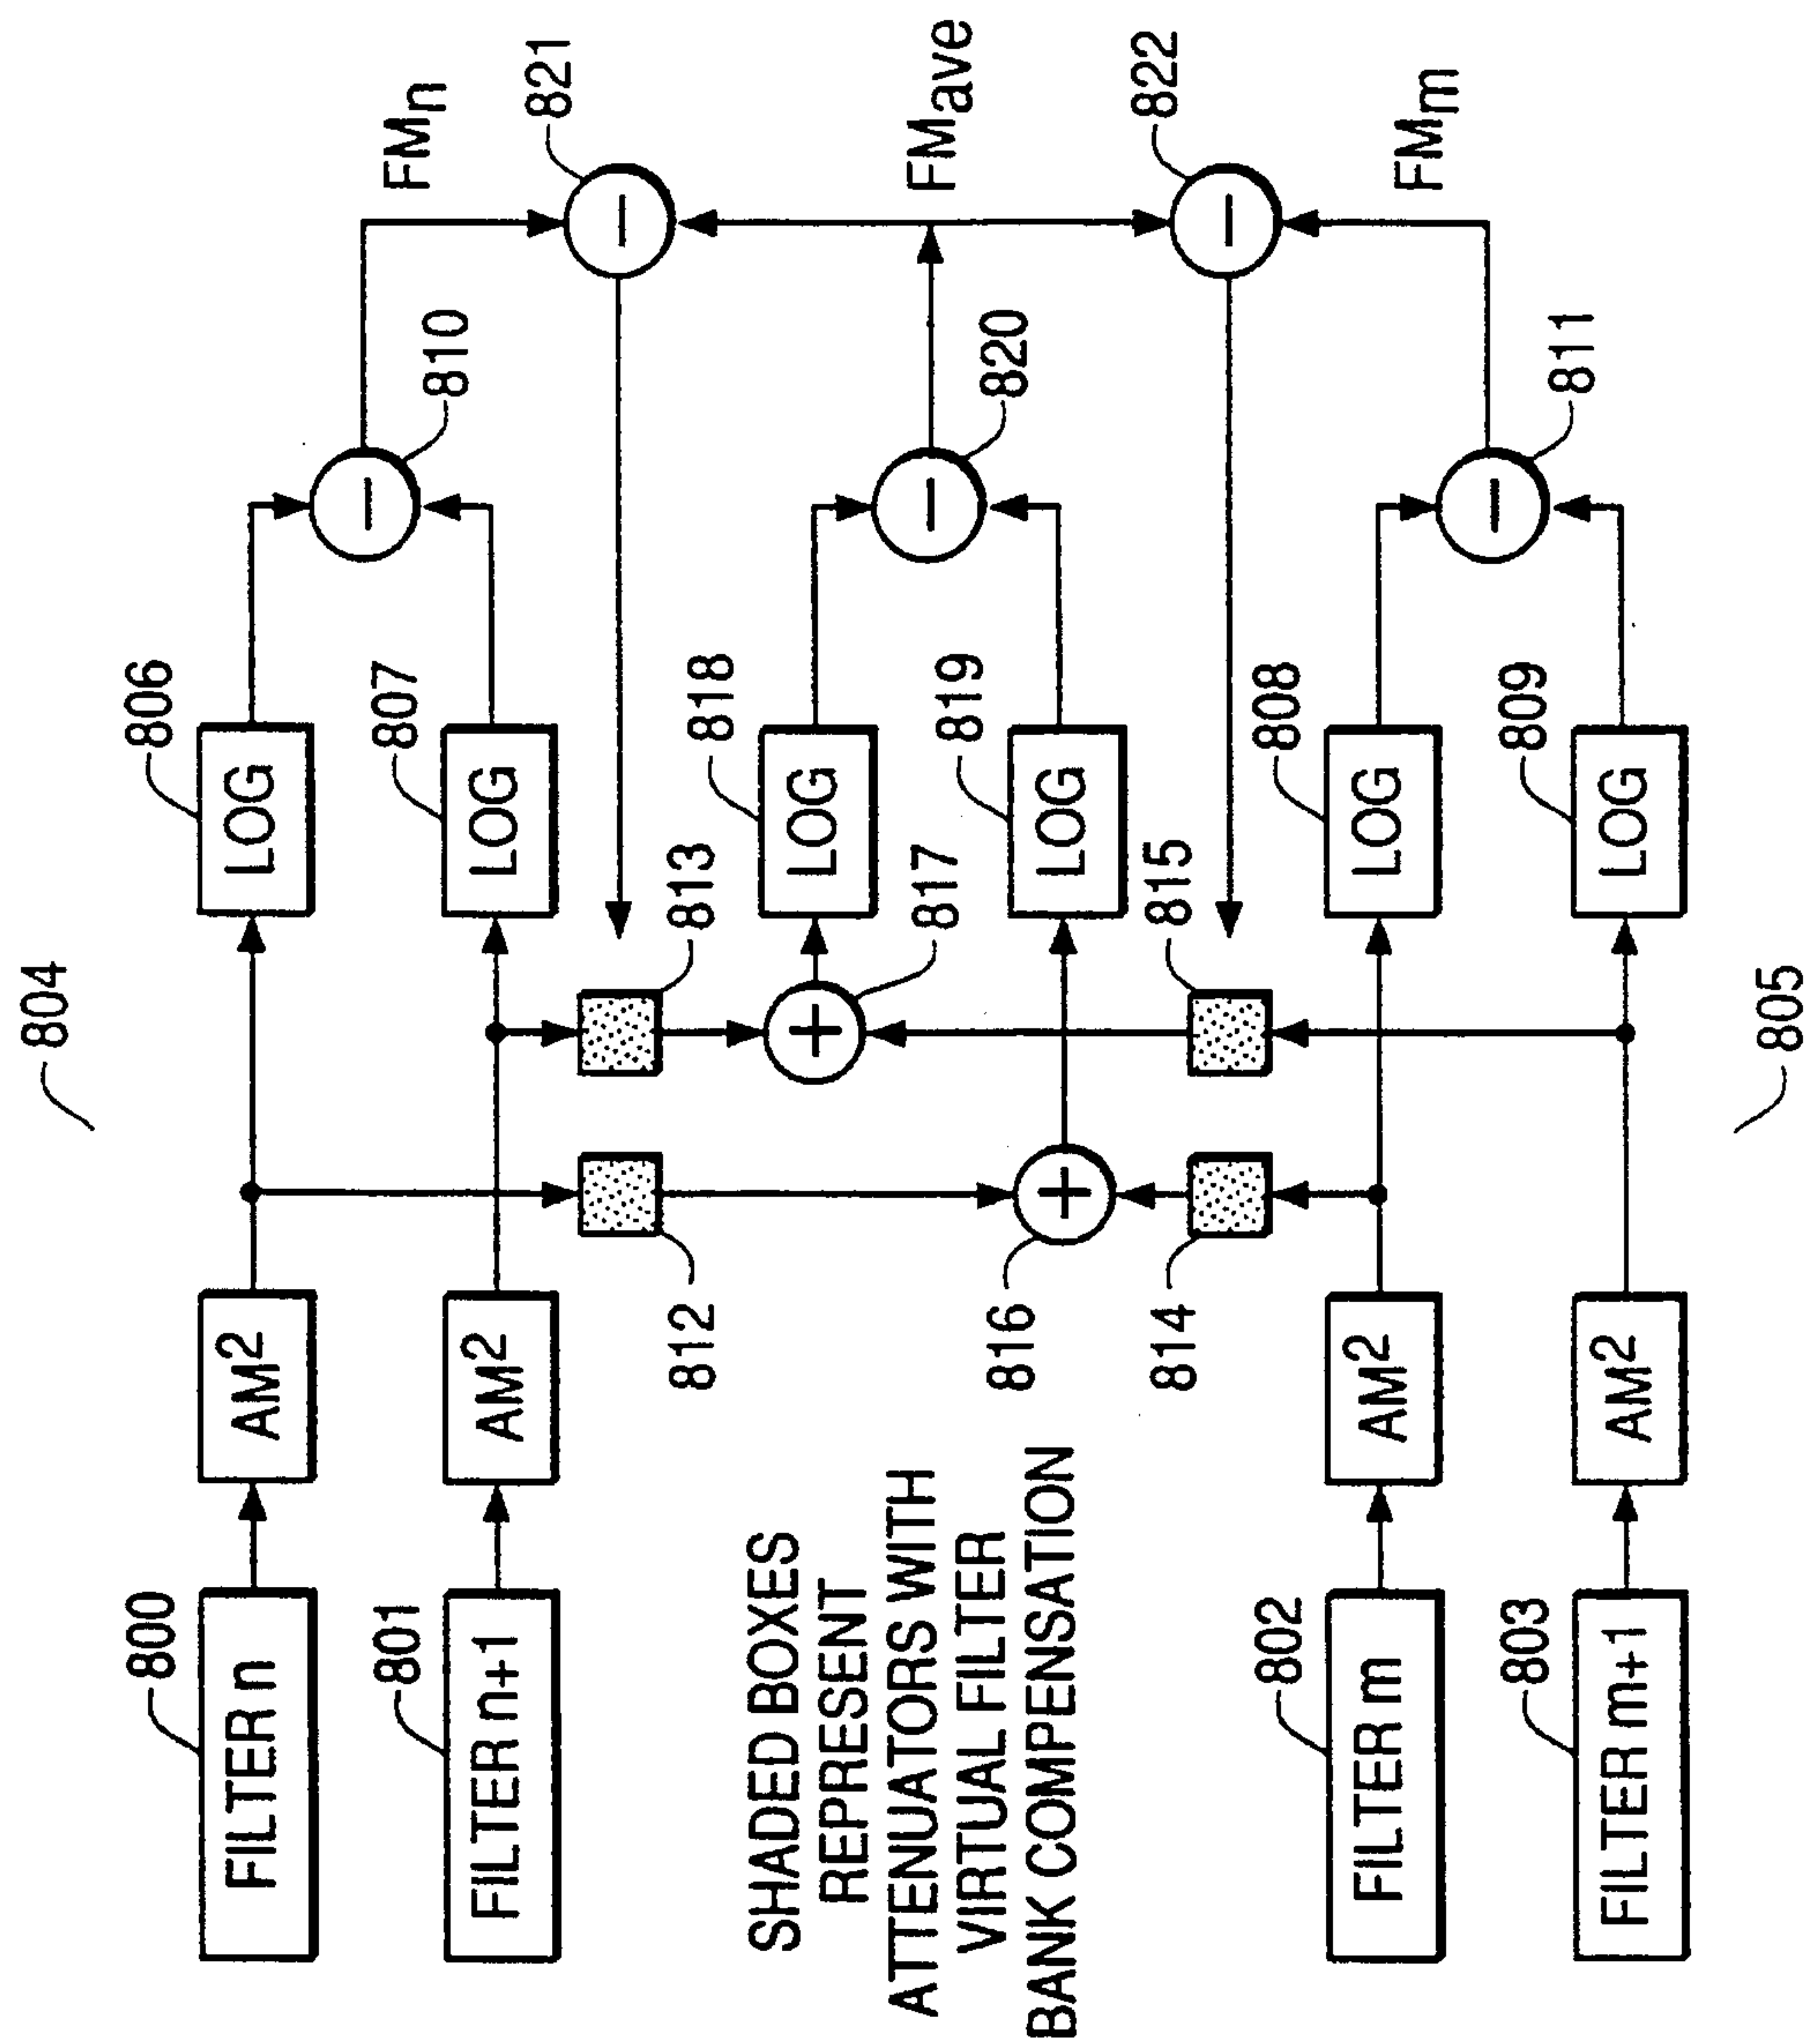 804
800
806
FILTER n
AM²
LOG
FMn
801
807
810
FILTER n+1
AM²
LOG
821
812
813
818
SHADED BOXES
REPRESENT
ATTENUATORS WITH
VIRTUAL FILTER
BANK COMPENSATION
+
LOG
817
FMave
819
816
820
+
LOG
822
814
815
802
808
FILTER m
AM²
LOG
FMm
803
809
811
FILTER m+1
AM²
LOG
805